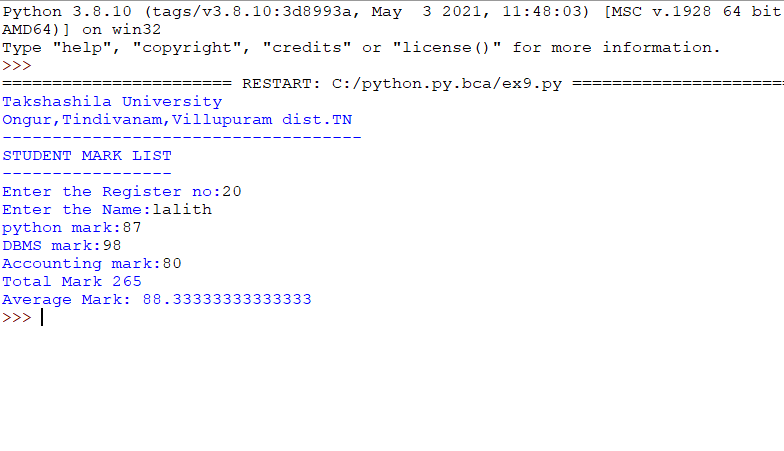 Python 3.8.10 (tags/v3.8.10:3d8993a, May  3 2021, 11:48:03) [MSC v.1928 64 bit
AMD64)] on win32
Type "help", "copyright", "credits" or "license()" for more information.
>>>
======================= RESTART: C:/python.py.bca/ex9.py ======================
Takshashila University
Ongur,Tindivanam,Villupuram dist.TN
------------------------------------
STUDENT MARK LIST
-----------------
Enter the Register no:20
Enter the Name:lalith
python mark:87
DBMS mark:98
Accounting mark:80
Total Mark 265
Average Mark: 88.33333333333333
>>>